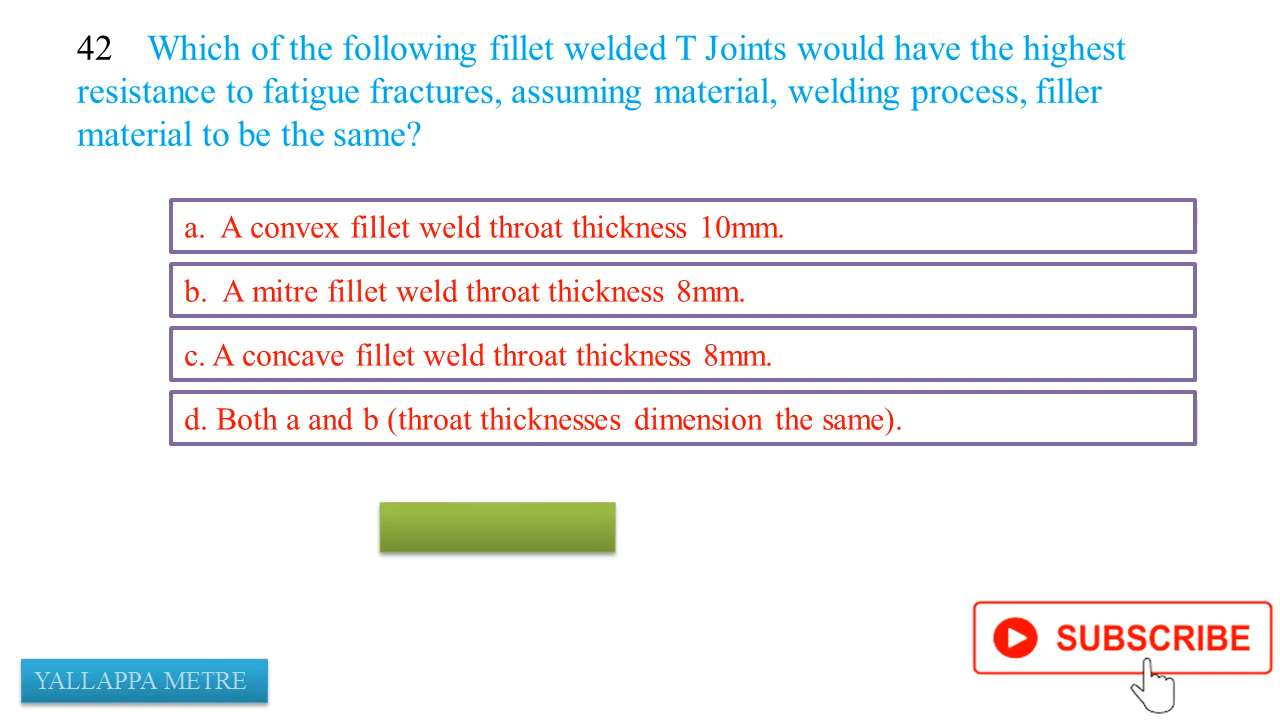 42 Which of the following fillet welded T Joints would have the highest
resistance to fatigue fractures, assuming material, welding process, filler
material to be the same?
a. A convex fillet weld throat thickness 10mm.
b. A mitre fillet weld throat thickness 8mm.
c. A concave fillet weld throat thickness 8mm.
d. Both a and b (throat thicknesses dimension the same).
SUBSCRIBE
YALLAPPA METRE